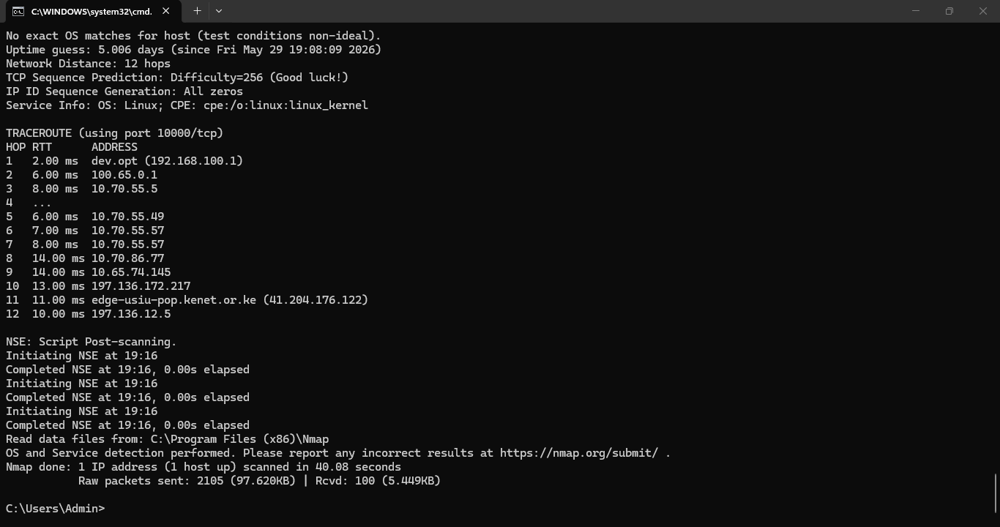 C:\WINDOWS\system32\cmd.
No exact OS matches for host (test conditions non-ideal).
Uptime guess: 5.006 days (since Fri May 29 19:08:09 2026)
Network Distance: 12 hops
TCP Sequence Prediction: Difficulty=256 (Good luck!)
IP ID Sequence Generation: All zeros
Service Info: OS: Linux; CPE: cpe:/o:linux:linux_kernel
TRACEROUTE (using port 10000/tcp)
HOP RTT      ADDRESS
1   2.00 ms  dev.opt (192.168.100.1)
2   6.00 ms  100.65.0.1
3   8.00 ms  10.70.55.5
4   ...
5   6.00 ms  10.70.55.49
6   7.00 ms  10.70.55.57
7   8.00 ms  10.70.55.57
8   14.00 ms 10.70.86.77
9   14.00 ms 10.65.74.145
10  13.00 ms 197.136.172.217
11  11.00 ms edge-usiu-pop.kenet.or.ke (41.204.176.122)
12  10.00 ms 197.136.12.5
NSE: Script Post-scanning.
Initiating NSE at 19:16
Completed NSE at 19:16, 0.00s elapsed
Initiating NSE at 19:16
Completed NSE at 19:16, 0.00s elapsed
Initiating NSE at 19:16
Completed NSE at 19:16, 0.00s elapsed
Read data files from: C:\Program Files (x86)\Nmap
OS and Service detection performed. Please report any incorrect results at https://nmap.org/submit/ .
Nmap done: 1 IP address (1 host up) scanned in 40.08 seconds
           Raw packets sent: 2105 (97.620KB) | Rcvd: 100 (5.449KB)
C:\Users\Admin>